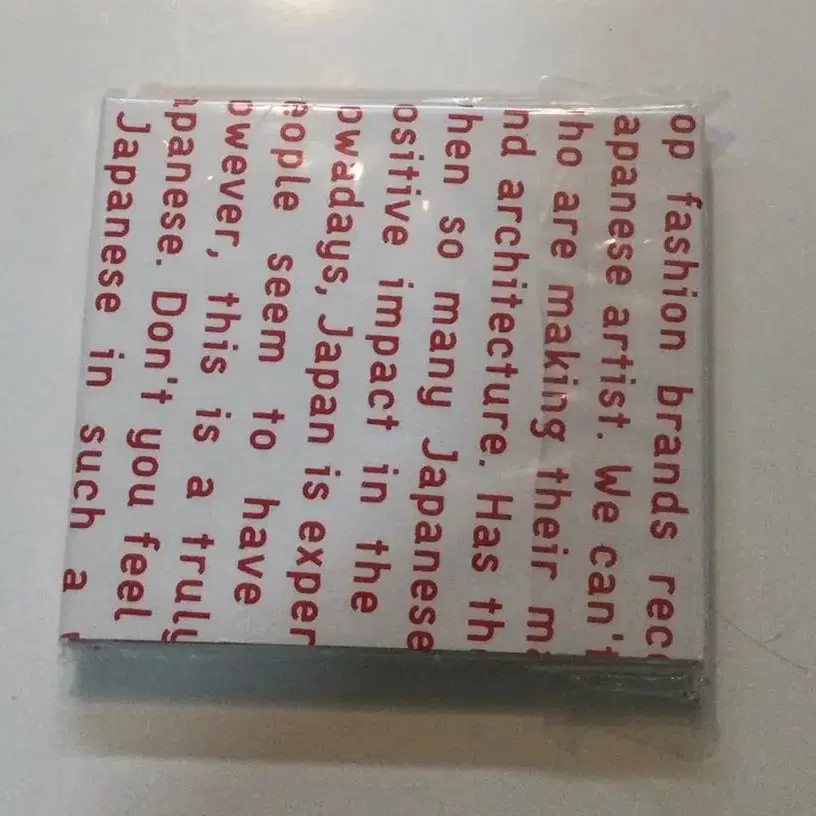 op fashion brands rec
apanese artist. We can't
ho are making their m
nd architecture. Has th
hen so many Japanese
ositive impact in the
owadays, Japan is exper
eople seem to have
owever, this is a truly
apanese. Don't you feel
Japanese in such a